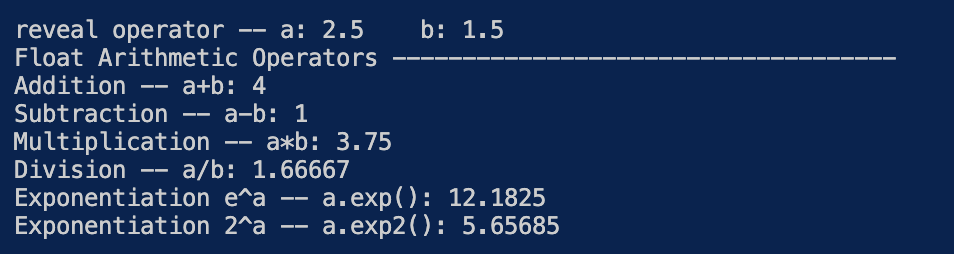 reveal operator -- a: 2.5    b: 1.5
Float Arithmetic Operators ------------------------------------
Addition -- a+b: 4
Subtraction -- a-b: 1
Multiplication -- a*b: 3.75
Division -- a/b: 1.66667
Exponentiation e^a -- a.exp(): 12.1825
Exponentiation 2^a -- a.exp2(): 5.65685